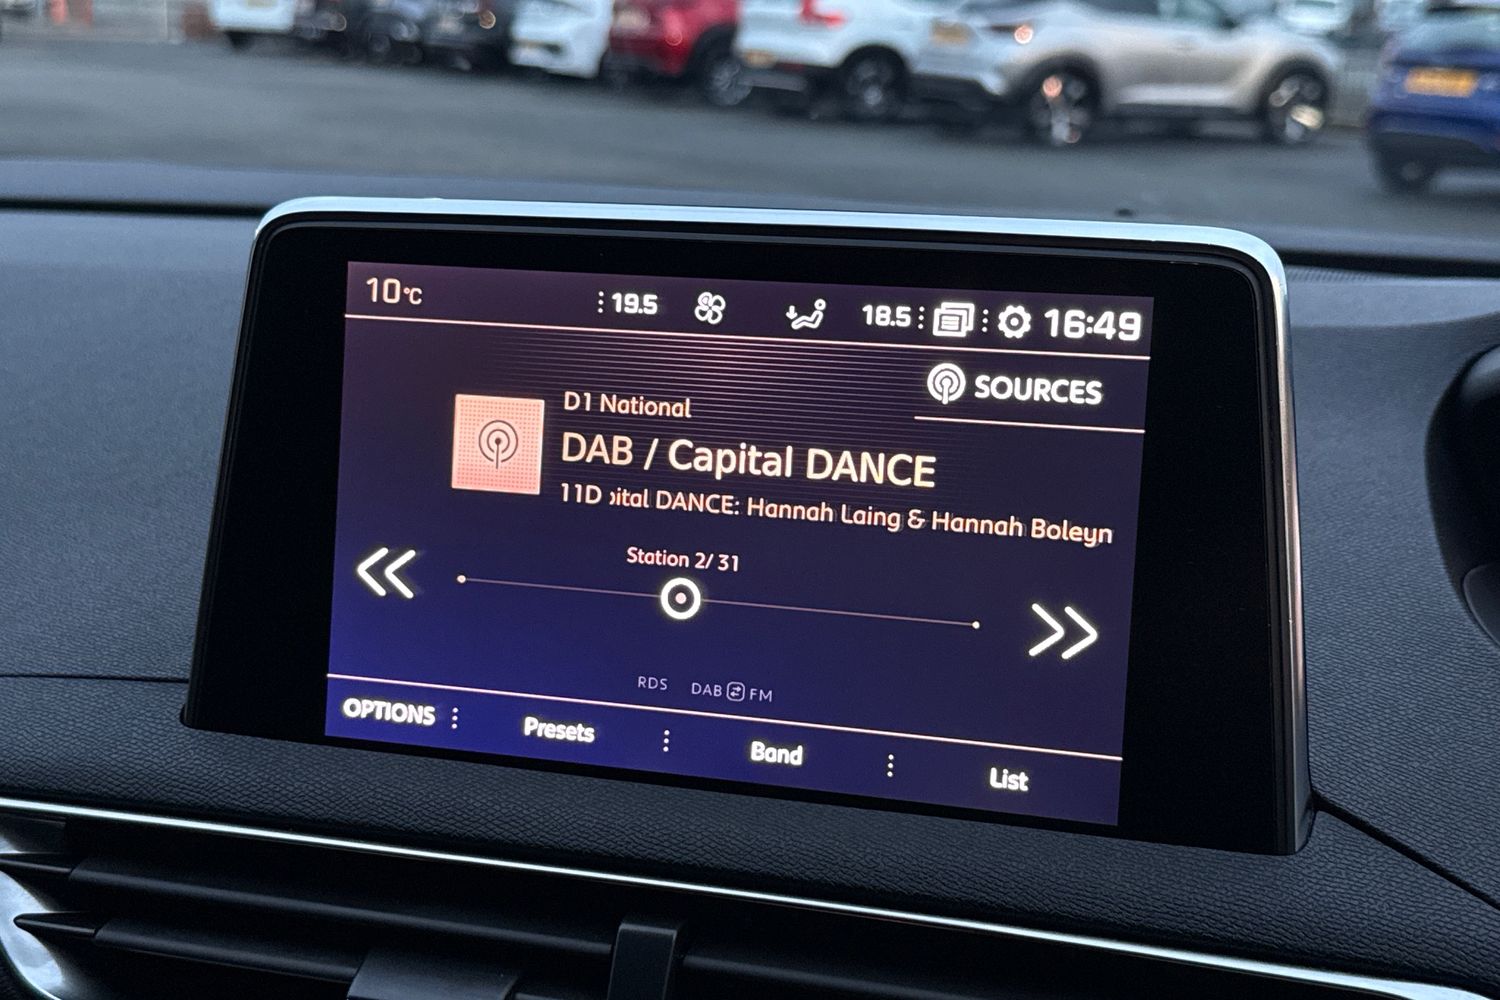 10°C 19.5 18.5 16:49
SOURCES
D1 National
DAB / Capital DANCE
11D ital DANCE: Hannah Laing & Hannah Boleyn
Station 2/ 31
RDS DAB FM
OPTIONS Presets Band List